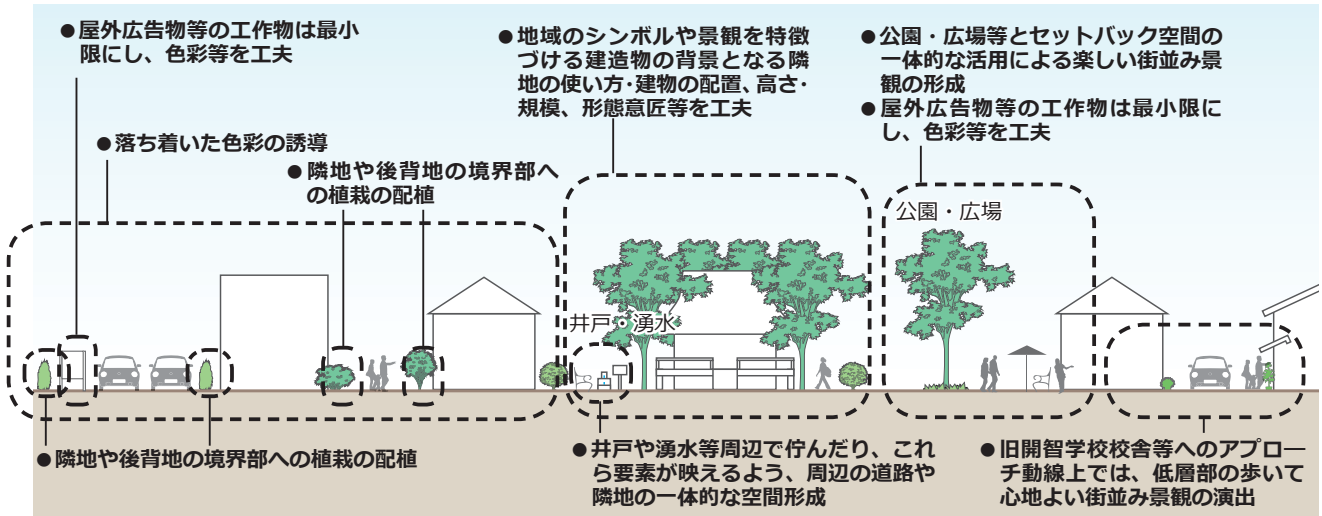 ●屋外広告物等の工作物は最小
限にし、色彩等を工夫
●落ち着いた色彩の誘導
●隣地や後背地の境界部へ
の植栽の配植
●地域のシンボルや景観を特徴
づける建造物の背景となる隣
地の使い方・建物の配置、高さ・
規模、形態意匠等を工夫
●公園・広場等とセットバック空間の
一体的な活用による楽しい街並み景
観の形成
●屋外広告物等の工作物は最小限に
し、色彩等を工夫
公園・広場
井戸・湧水
●隣地や後背地の境界部への植栽の配植
●井戸や湧水等周辺で佇んだり、これ
ら要素が映えるよう、周辺の道路や
隣地の一体的な空間形成
●旧開智学校校舎等へのアプロー
チ動線上では、低層部の歩いて
心地よい街並み景観の演出